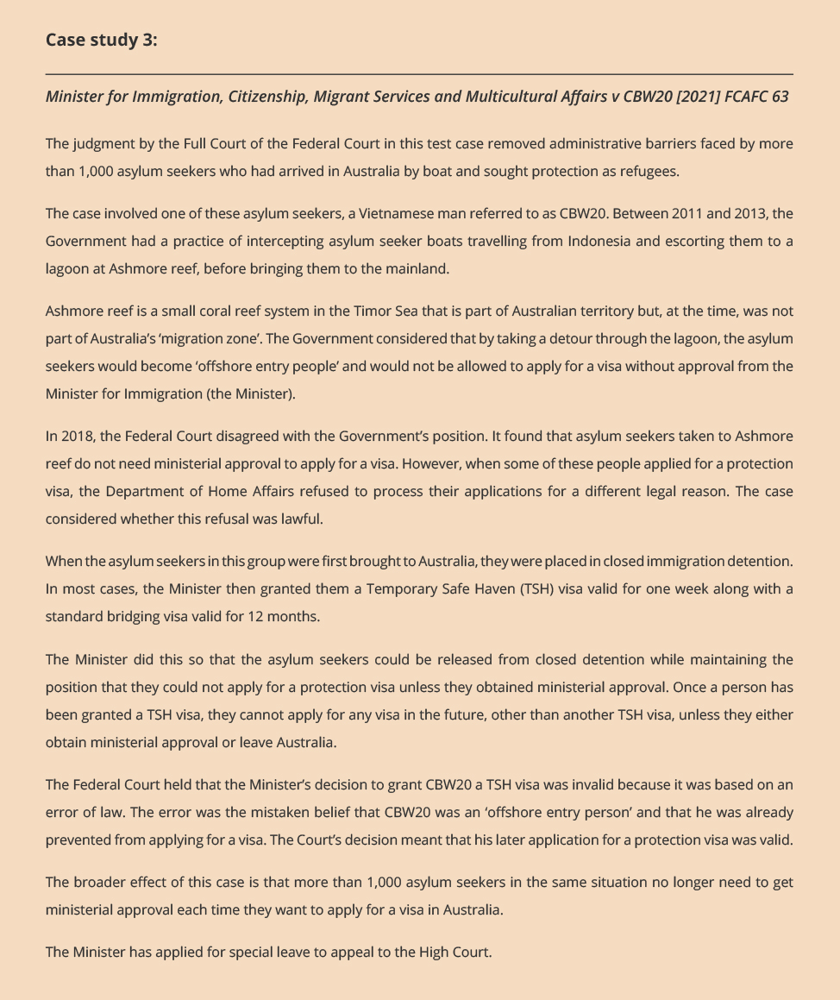 Case study 3:
Minister for Immigration, Citizenship, Migrant Services and Multicultural Affairs v CBW20 [2021] FCAFC 63
The judgment by the Full Court of the Federal Court in this test case removed administrative barriers faced by more
than 1,000 asylum seekers who had arrived in Australia by boat and sought protection as refugees.
The case involved one of these asylum seekers, a Vietnamese man referred to as CBW20. Between 2011 and 2013, the
Government had a practice of intercepting asylum seeker boats travelling from Indonesia and escorting them to a
lagoon at Ashmore reef, before bringing them to the mainland.
Ashmore reef is a small coral reef system in the Timor Sea that is part of Australian territory but, at the time, was not
part of Australia’s ‘migration zone’. The Government considered that by taking a detour through the lagoon, the asylum
seekers would become ‘offshore entry people’ and would not be allowed to apply for a visa without approval from the
Minister for Immigration (the Minister).
In 2018, the Federal Court disagreed with the Government’s position. It found that asylum seekers taken to Ashmore
reef do not need ministerial approval to apply for a visa. However, when some of these people applied for a protection
visa, the Department of Home Affairs refused to process their applications for a different legal reason. The case
considered whether this refusal was lawful.
When the asylum seekers in this group were first brought to Australia, they were placed in closed immigration detention.
In most cases, the Minister then granted them a Temporary Safe Haven (TSH) visa valid for one week along with a
standard bridging visa valid for 12 months.
The Minister did this so that the asylum seekers could be released from closed detention while maintaining the
position that they could not apply for a protection visa unless they obtained ministerial approval. Once a person has
been granted a TSH visa, they cannot apply for any visa in the future, other than another TSH visa, unless they either
obtain ministerial approval or leave Australia.
The Federal Court held that the Minister’s decision to grant CBW20 a TSH visa was invalid because it was based on an
error of law. The error was the mistaken belief that CBW20 was an ‘offshore entry person’ and that he was already
prevented from applying for a visa. The Court’s decision meant that his later application for a protection visa was valid.
The broader effect of this case is that more than 1,000 asylum seekers in the same situation no longer need to get
ministerial approval each time they want to apply for a visa in Australia.
The Minister has applied for special leave to appeal to the High Court.